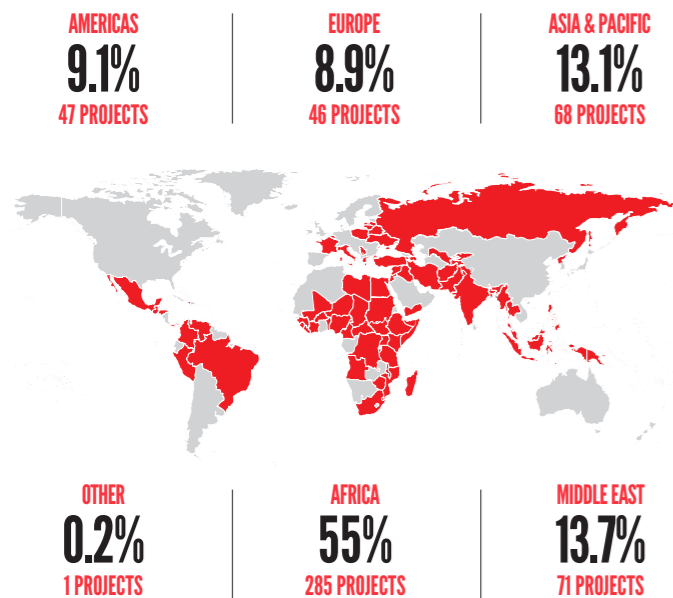 AMERICAS
9.1%
47 PROJECTS
EUROPE
8.9%
46 PROJECTS
ASIA & PACIFIC
13.1%
68 PROJECTS
OTHER
0.2%
1 PROJECTS
AFRICA
55%
285 PROJECTS
MIDDLE EAST
13.7%
71 PROJECTS